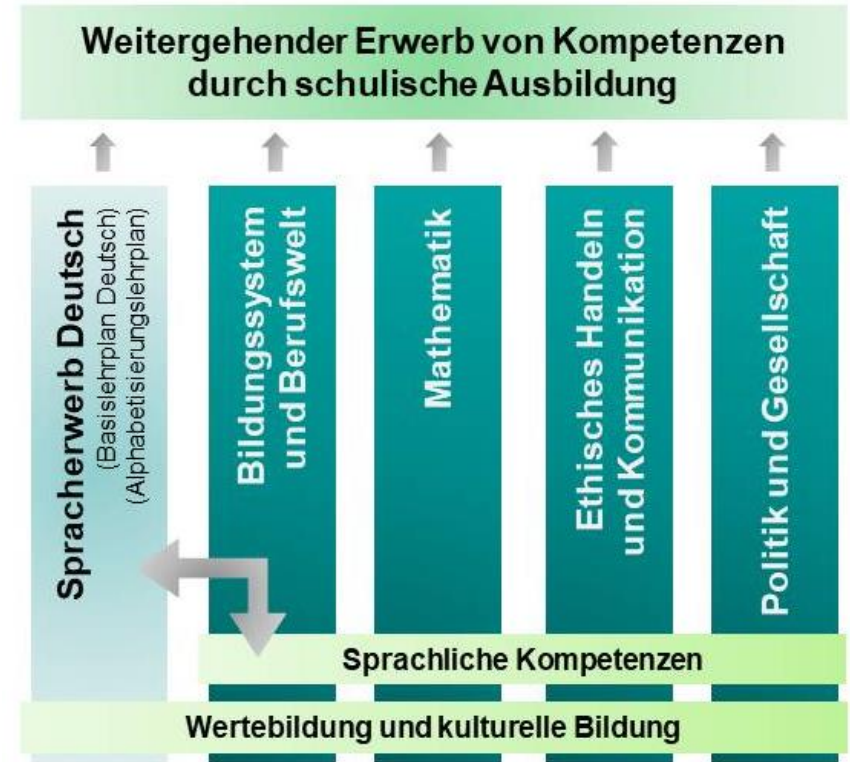 Weitergehender Erwerb von Kompetenzen
durch schulische Ausbildung
Spracherwerb Deutsch
(Basislehrplan Deutsch)
(Alphabetisierungslehrplan)
Bildungssystem
und Berufswelt
Mathematik
Ethisches Handeln
und Kommunikation
Politik und Gesellschaft
Sprachliche Kompetenzen
Wertebildung und kulturelle Bildung